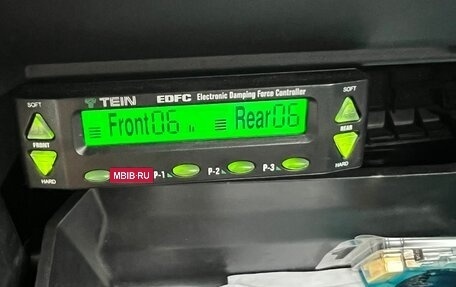 TEIN EDFC Electronic Damping Force Controller
SOFT
SOFT
Front06 Rear06
FRONT
REAR
HARD
HARD
MBIB-RU
P-1 P-2 P-3